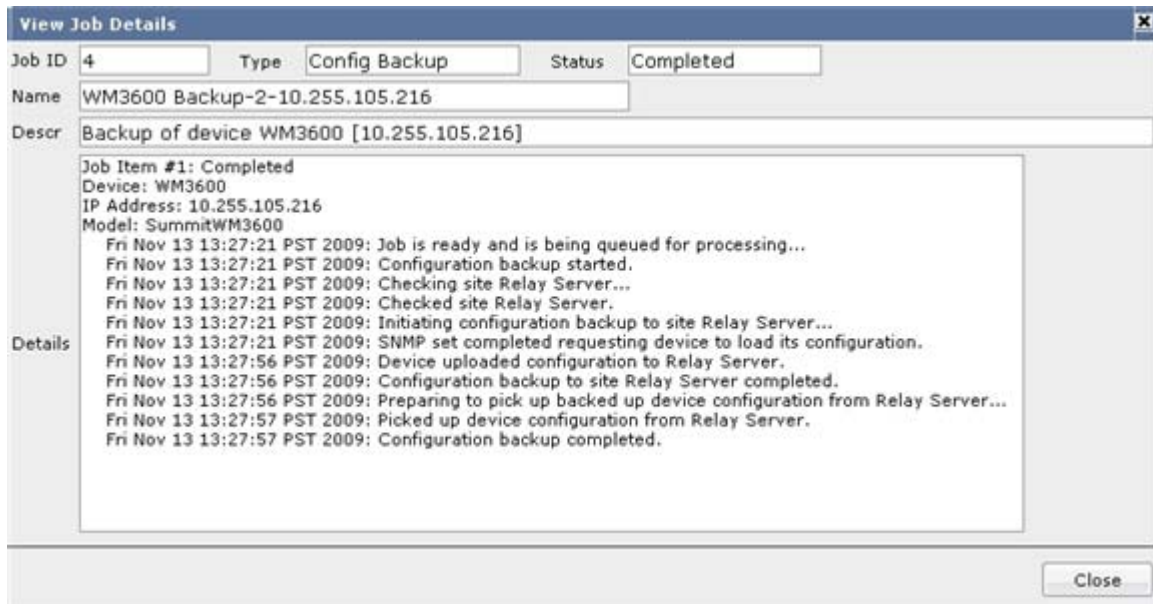 View Job Details
Job ID 4 Type Config Backup Status Completed
Name WM3600 Backup-2-10.255.105.216
Descr Backup of device WM3600 [10.255.105.216]
Job Item #1: Completed
Device: WM3600
IP Address: 10.255.105.216
Model: SummitWM3600
Fri Nov 13 13:27:21 PST 2009: Job is ready and is being queued for processing...
Fri Nov 13 13:27:21 PST 2009: Configuration backup started.
Fri Nov 13 13:27:21 PST 2009: Checking site Relay Server...
Fri Nov 13 13:27:21 PST 2009: Checked site Relay Server.
Fri Nov 13 13:27:21 PST 2009: Initiating configuration backup to site Relay Server...
Details Fri Nov 13 13:27:21 PST 2009: SNMP set completed requesting device to load its configuration.
Fri Nov 13 13:27:56 PST 2009: Device uploaded configuration to Relay Server.
Fri Nov 13 13:27:56 PST 2009: Configuration backup to site Relay Server completed.
Fri Nov 13 13:27:56 PST 2009: Preparing to pick up backed up device configuration from Relay Server...
Fri Nov 13 13:27:57 PST 2009: Picked up device configuration from Relay Server.
Fri Nov 13 13:27:57 PST 2009: Configuration backup completed.
Close